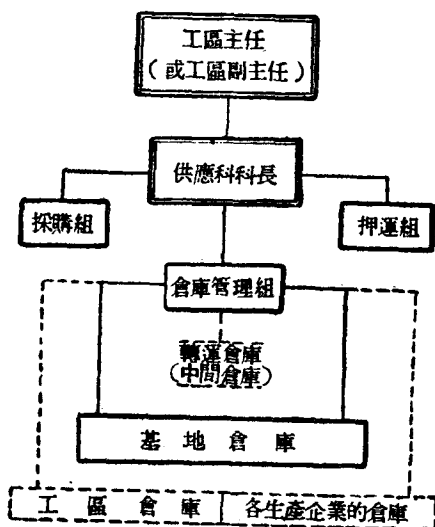 工區主任
(或工區副主任)
供應科科長
採購組
押運組
倉庫管理組
轉運倉庫
(中間倉庫)
基地倉庫
工區倉庫
各生產企業的倉庫